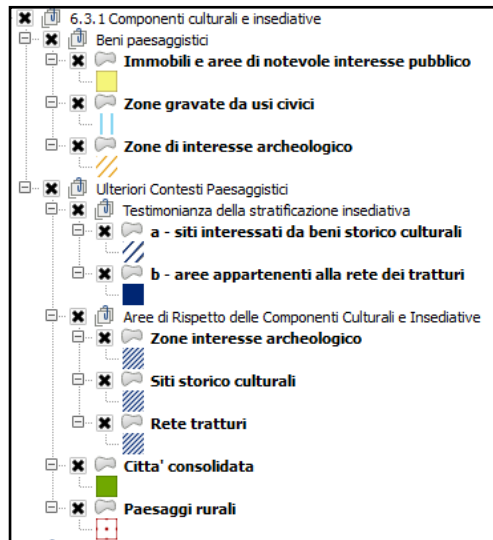 6.3.1 Componenti culturali e insediative
Beni paesaggistici
Immobili e aree di notevole interesse pubblico
Zone gravate da usi civici
Zone di interesse archeologico
Ulteriori Contesti Paesaggistici
Testimonianza della stratificazione insediativa
a - siti interessati da beni storico culturali
b - aree appartenenti alla rete dei tratturi
Aree di Rispetto delle Componenti Culturali e Insediative
Zone interesse archeologico
Siti storico culturali
Rete tratturi
Citta' consolidata
Paesaggi rurali